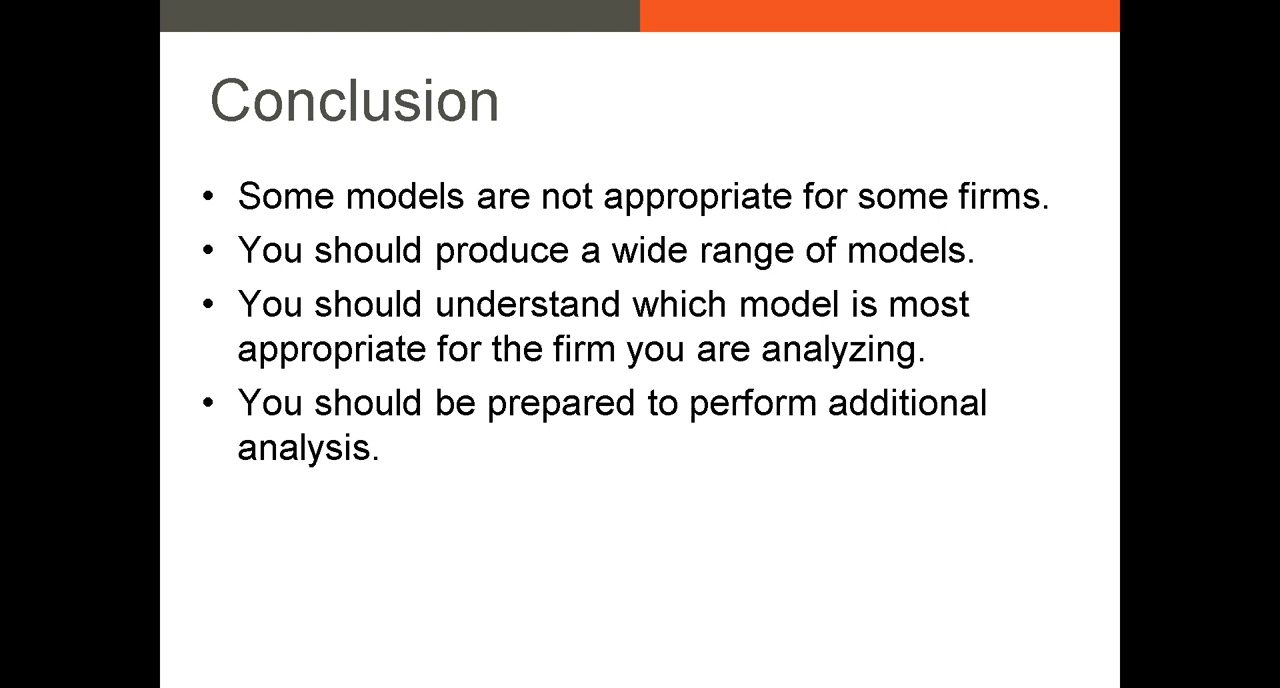 Conclusion
• Some models are not appropriate for some firms.
• You should produce a wide range of models.
• You should understand which model is most
appropriate for the firm you are analyzing.
• You should be prepared to perform additional
analysis.